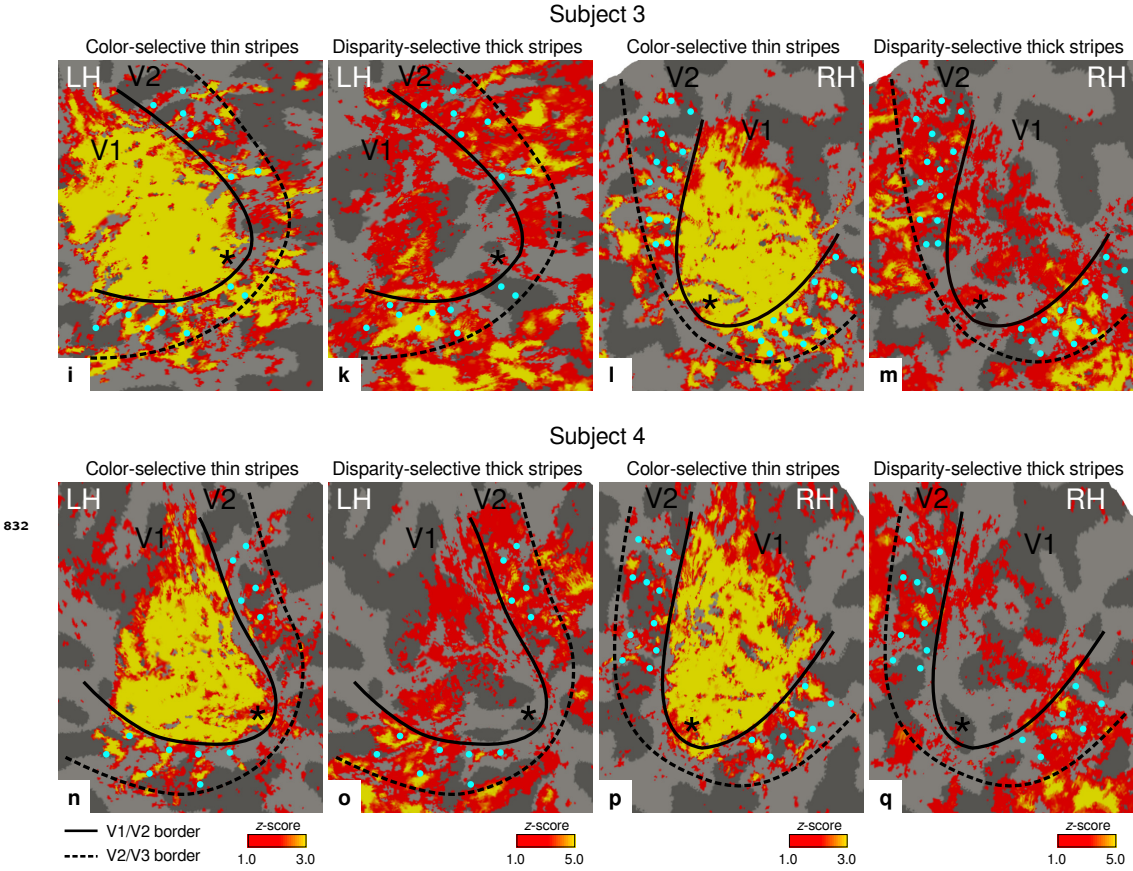 Subject 3
Color-selective thin stripes
Disparity-selective thick stripes
Color-selective thin stripes
Disparity-selective thick stripes
LH V2
LH V2
V2 RH
V2 RH
V1
V1
V1
V1
*
*
*
*
i
k
l
m
Subject 4
Color-selective thin stripes
Disparity-selective thick stripes
Color-selective thin stripes
Disparity-selective thick stripes
LH V2
LH V2
V2 RH
V2 RH
832
V1
V1
V1
V1
*
*
*
*
n
o
p
q
V1/V2 border
V2/V3 border
z-score
1.0 3.0
z-score
1.0 5.0
z-score
1.0 3.0
z-score
1.0 5.0